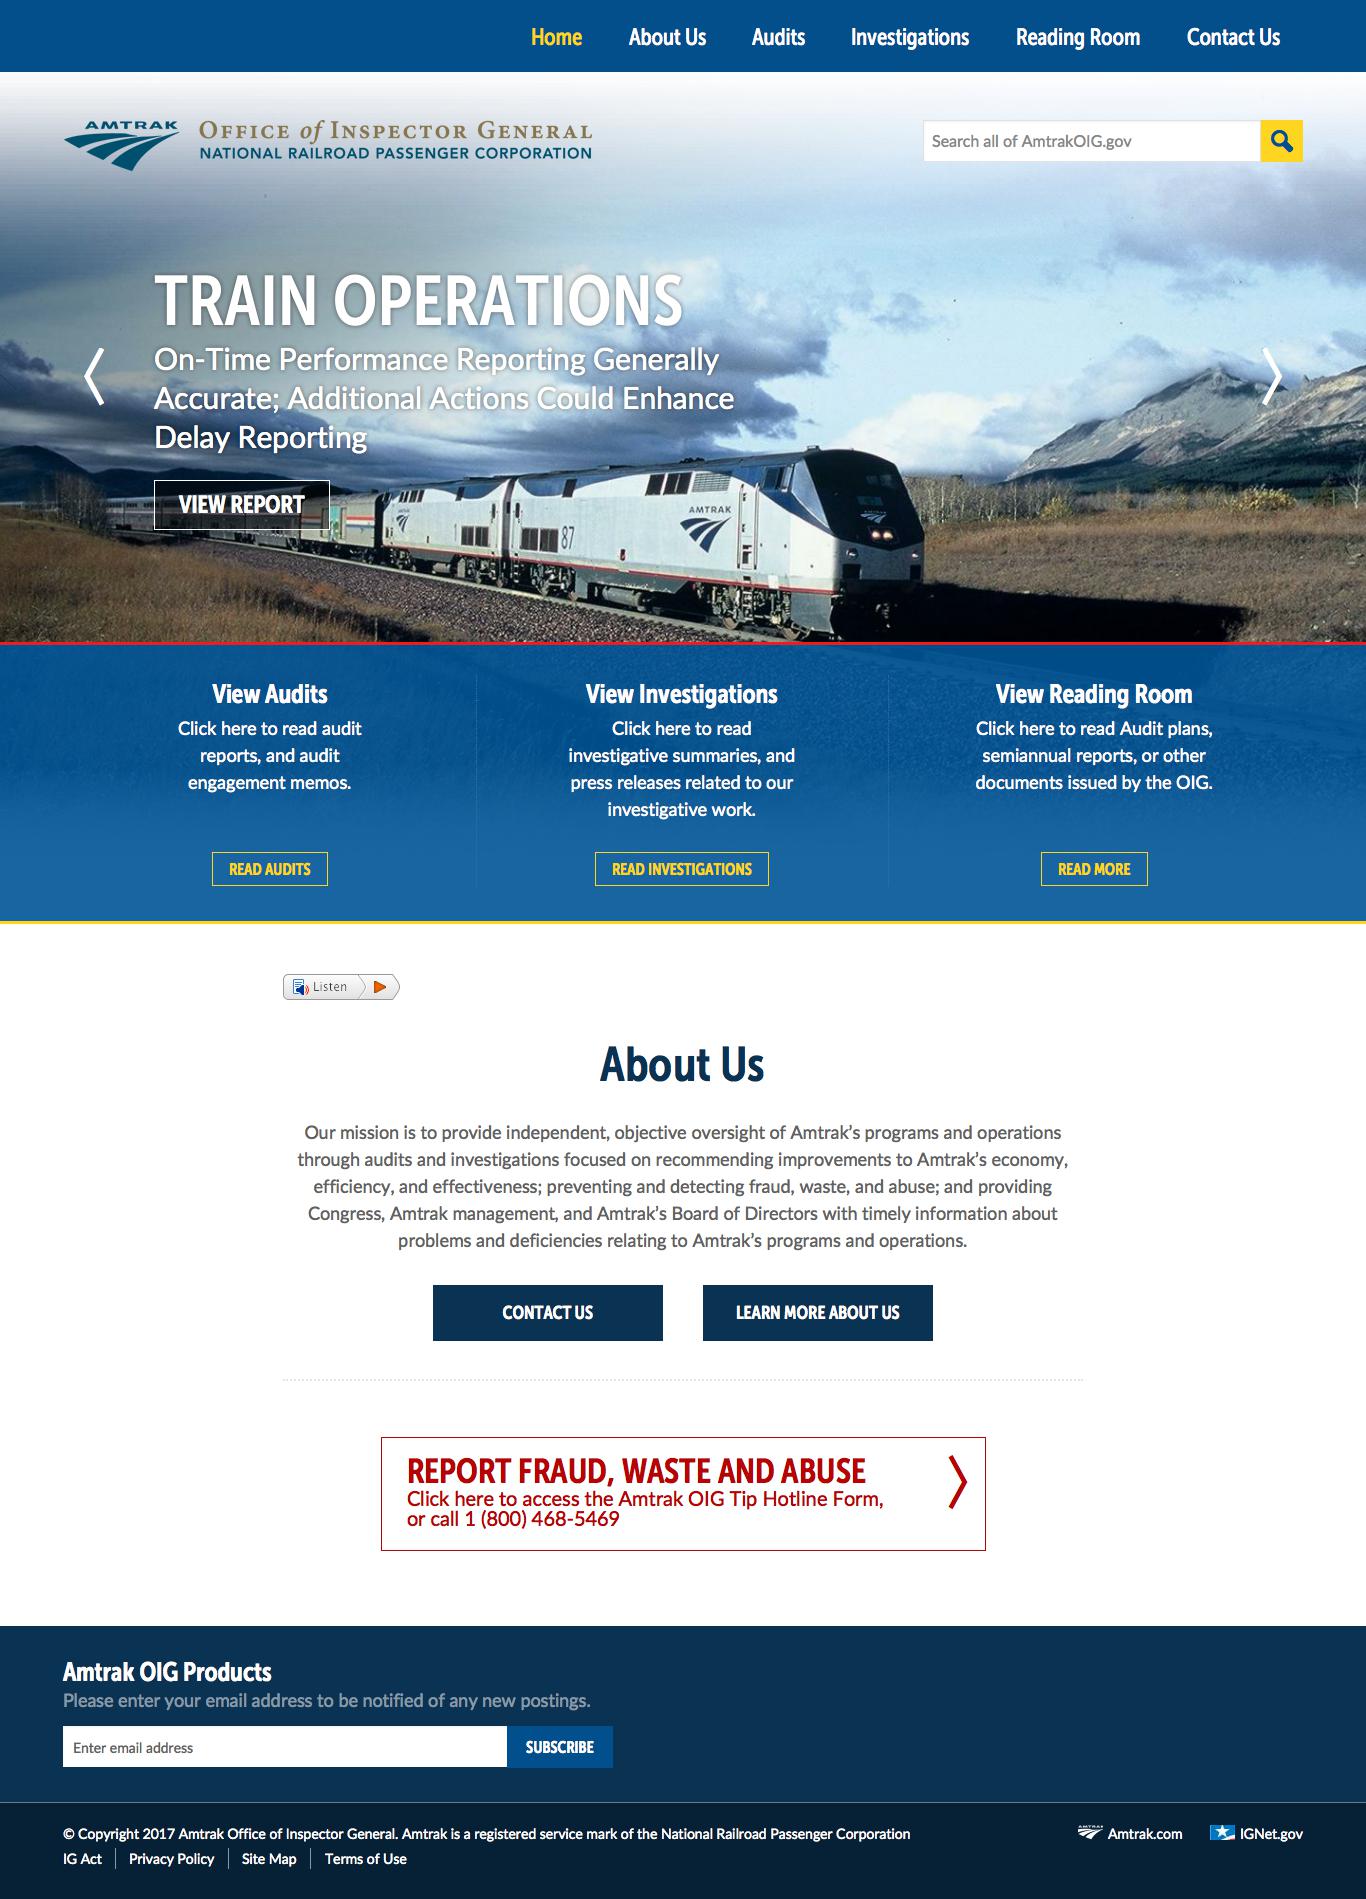 Home About Us Audits Investigations Reading Room Contact Us
AMTRAK
OFFICE of INSPECTOR GENERAL
NATIONAL RAILROAD PASSENGER CORPORATION
Search all of AmtrakOIG.gov
TRAIN OPERATIONS
On-Time Performance Reporting Generally
Accurate; Additional Actions Could Enhance
Delay Reporting
VIEW REPORT
AMTRAK
87
View Audits
Click here to read audit
reports, and audit
engagement memos.
READ AUDITS
View Investigations
Click here to read
investigative summaries, and
press releases related to our
investigative work.
READ INVESTIGATIONS
View Reading Room
Click here to read Audit plans,
semiannual reports, or other
documents issued by the OIG.
READ MORE
Listen
About Us
Our mission is to provide independent, objective oversight of Amtrak’s programs and operations
through audits and investigations focused on recommending improvements to Amtrak’s economy,
efficiency, and effectiveness; preventing and detecting fraud, waste, and abuse; and providing
Congress, Amtrak management, and Amtrak’s Board of Directors with timely information about
problems and deficiencies relating to Amtrak’s programs and operations.
CONTACT US
LEARN MORE ABOUT US
REPORT FRAUD, WASTE AND ABUSE
Click here to access the Amtrak OIG Tip Hotline Form,
or call 1 (800) 468-5469
Amtrak OIG Products
Please enter your email address to be notified of any new postings.
Enter email address
SUBSCRIBE
© Copyright 2017 Amtrak Office of Inspector General. Amtrak is a registered service mark of the National Railroad Passenger Corporation
Amtrak.com
IGNet.gov
IG Act Privacy Policy Site Map Terms of Use